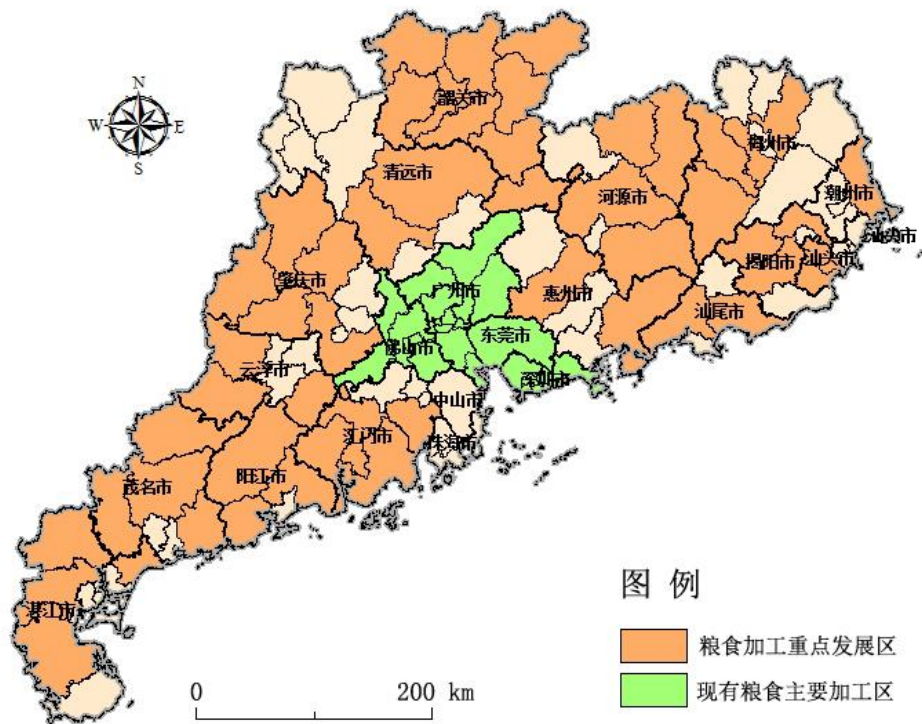 N
W E
S
韶关市
清远市
梅州市
河源市
潮州市
汕头市
揭阳市
汕头市
肇庆市
广州市
惠州市
汕尾市
佛山市
东莞市
云浮市
深圳市
中山市
江门市
珠海市
茂名市
阳江市
湛江市
图 例
粮食加工重点发展区
现有粮食主要加工区
0 200 km